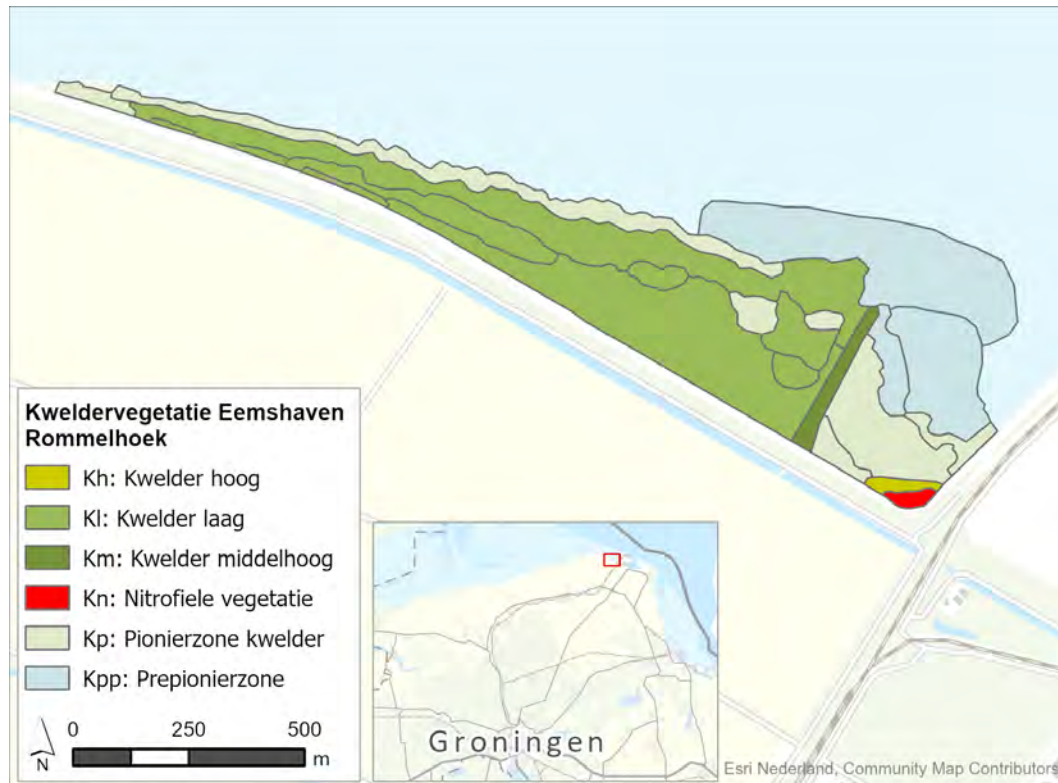 Kweldervegetatie Eemshaven
Rommelhoek
Kh: Kwelder hoog
Kl: Kwelder laag
Km: Kwelder middelhoog
Kn: Nitrofiele vegetatie
Kp: Pionierzone kwelder
Kpp: Prepionierzone
N
0 250 500
m
Groningen
Esri Nederland, Community Map Contributors